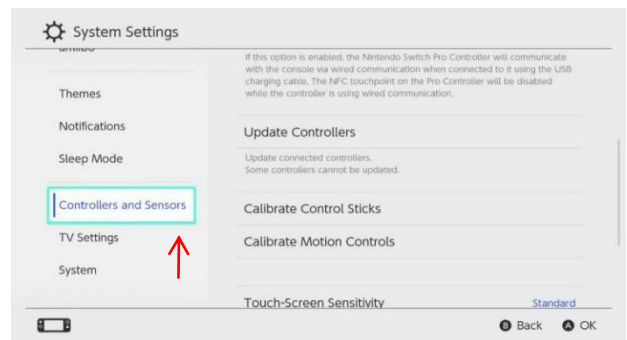 System Settings
amiibo
Themes
Notifications
Sleep Mode
Controllers and Sensors
TV Settings
System
If this option is enabled, the Nintendo Switch Pro Controller will communicate
with the console via wired communication when connected to it using the USB
charging cable. The NFC touchpoint on the Pro Controller will be disabled
while the controller is using wired communication.
Update Controllers
Update connected controllers.
Some controllers cannot be updated.
Calibrate Control Sticks
Calibrate Motion Controls
Touch-Screen Sensitivity
Standard
B Back
A OK